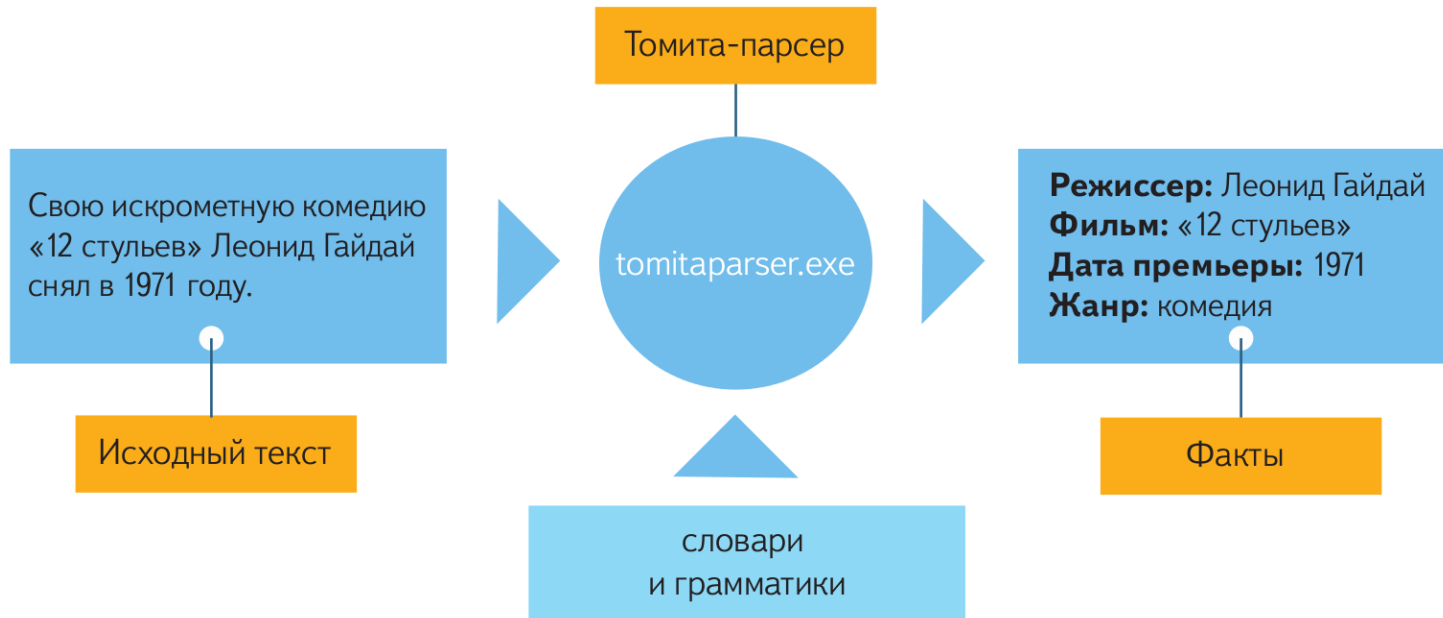 Томита-парсер
Свою искрометную комедию
«12 стульев» Леонид Гайдай
снял в 1971 году.
Исходный текст
tomitaparser.exe
словари
и грамматики
Режиссер: Леонид Гайдай
Фильм: «12 стульев»
Дата премьеры: 1971
Жанр: комедия
Факты